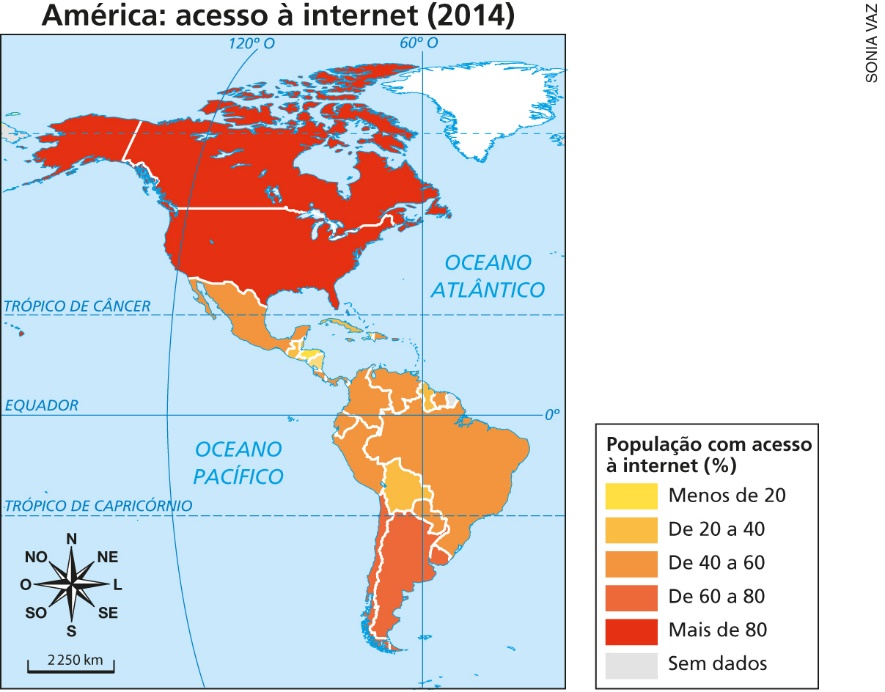 América: acesso à internet (2014)
SONIA VAZ
120º O
60º O
OCEANO
ATLÂNTICO
TRÓPICO DE CÂNCER
EQUADOR
0º
OCEANO
PACÍFICO
TRÓPICO DE CAPRICÓRNIO
N
NO
NE
O
L
SO
SE
S
2 250 km
População com acesso
à internet (%)
Menos de 20
De 20 a 40
De 40 a 60
De 60 a 80
Mais de 80
Sem dados